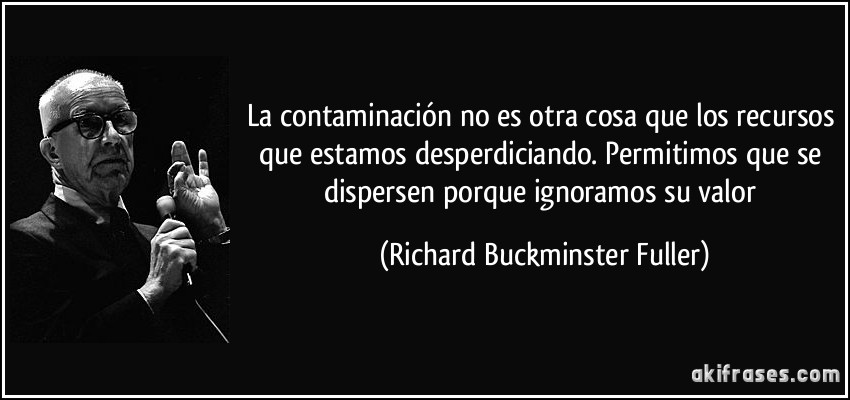 La contaminación no es otra cosa que los recursos
que estamos desperdiciando. Permitimos que se
dispersen porque ignoramos su valor
(Richard Buckminster Fuller)
akifrases.com